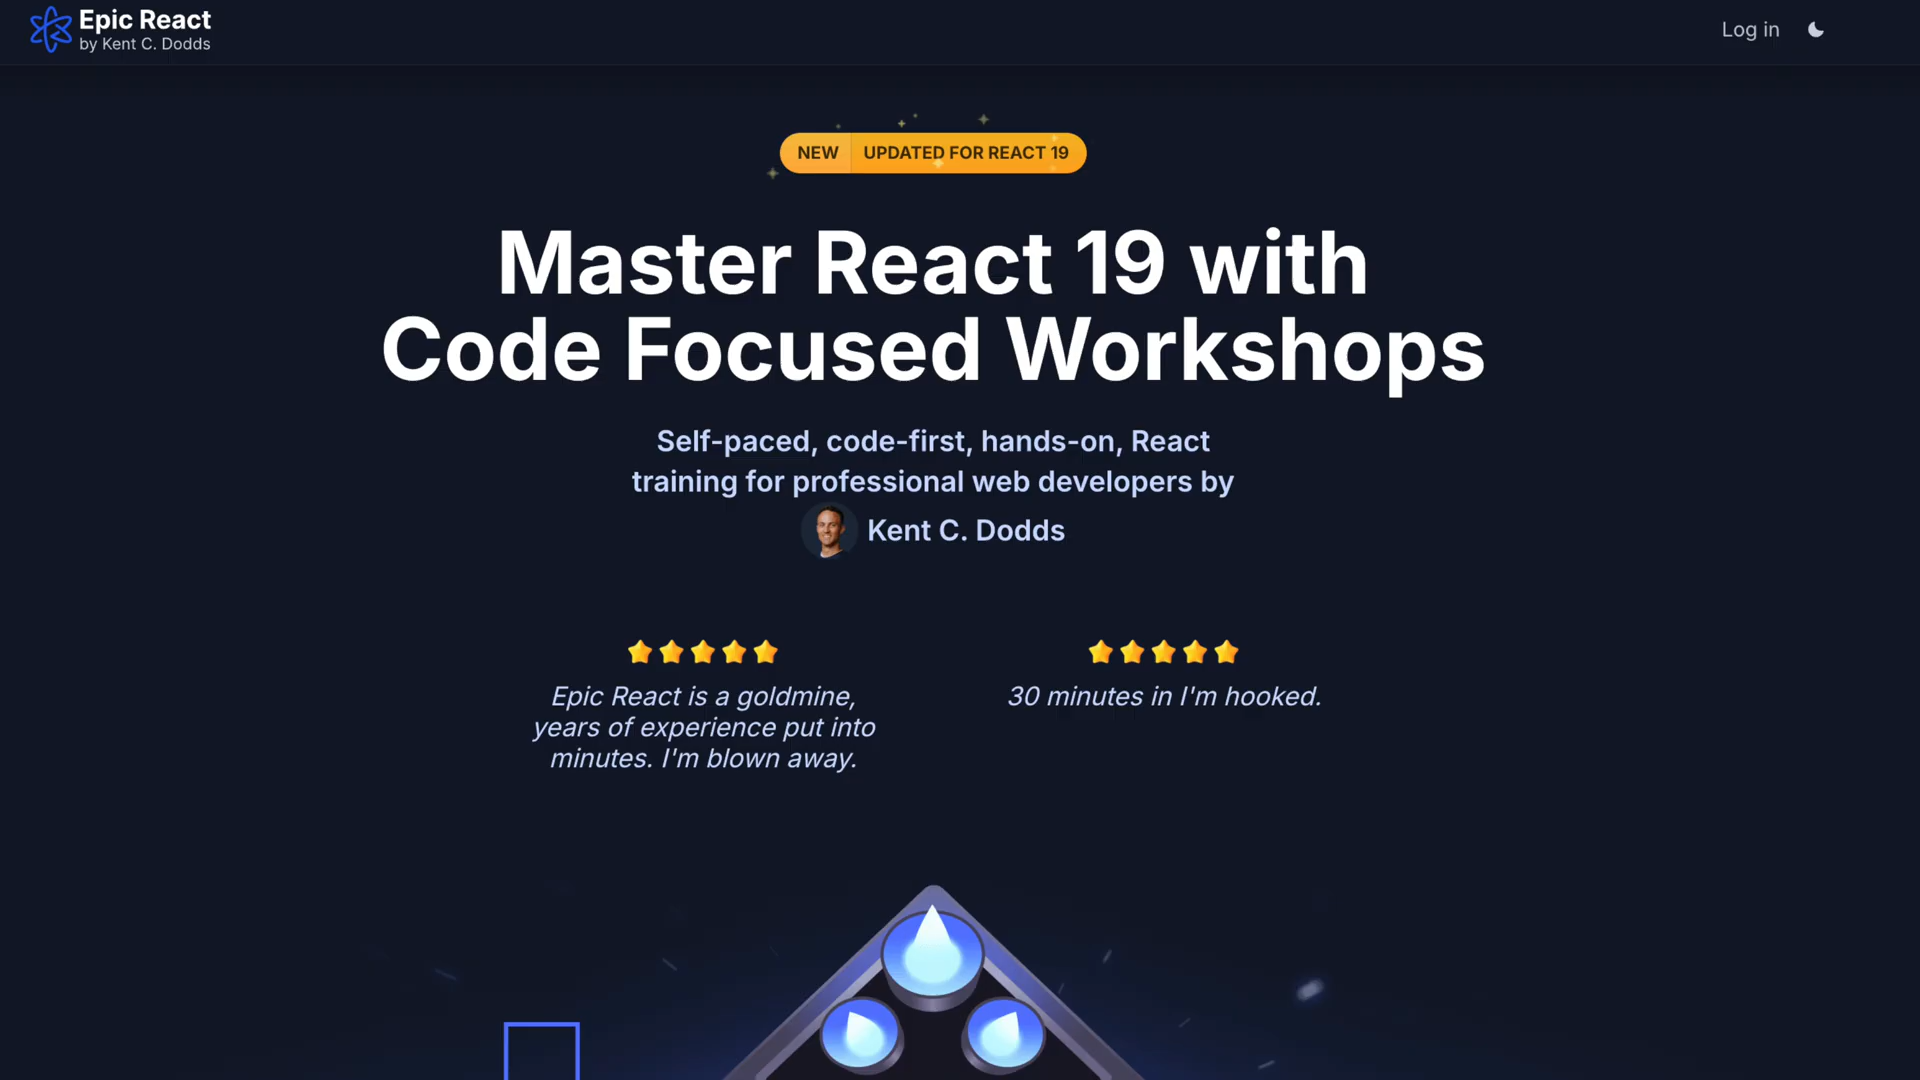 Epic React
by Kent C. Dodds
Log in
NEW UPDATED FOR REACT 19
Master React 19 with
Code Focused Workshops
Self-paced, code-first, hands-on, React
training for professional web developers by
Kent C. Dodds
Epic React is a goldmine,
years of experience put into
minutes. I'm blown away.
30 minutes in I'm hooked.